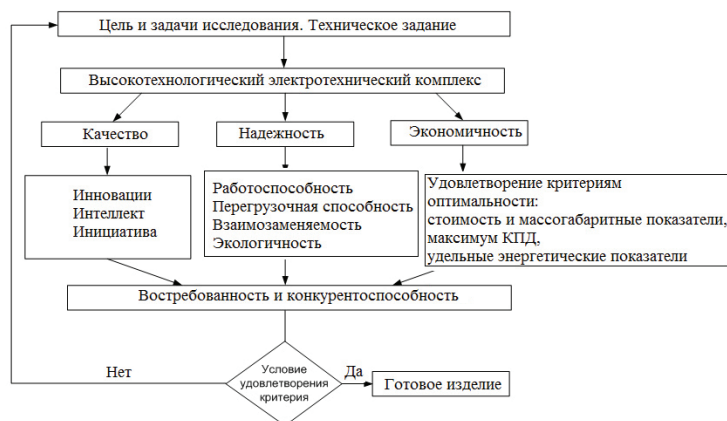 Цель и задачи исследования. Техническое задание
Высокотехнологический электротехнический комплекс
Качество
Надежность
Экономичность
Инновации
Интеллект
Инициатива
Работоспособность
Перегрузочная способность
Взаимозаменяемость
Экологичность
Удовлетворение критериям
оптимальности:
стоимость и массогабаритные показатели,
максимум КПД,
удельные энергетические показатели
Востребованность и конкурентоспособность
Нет
Условие
удовлетворения
критерия
Да
Готовое изделие